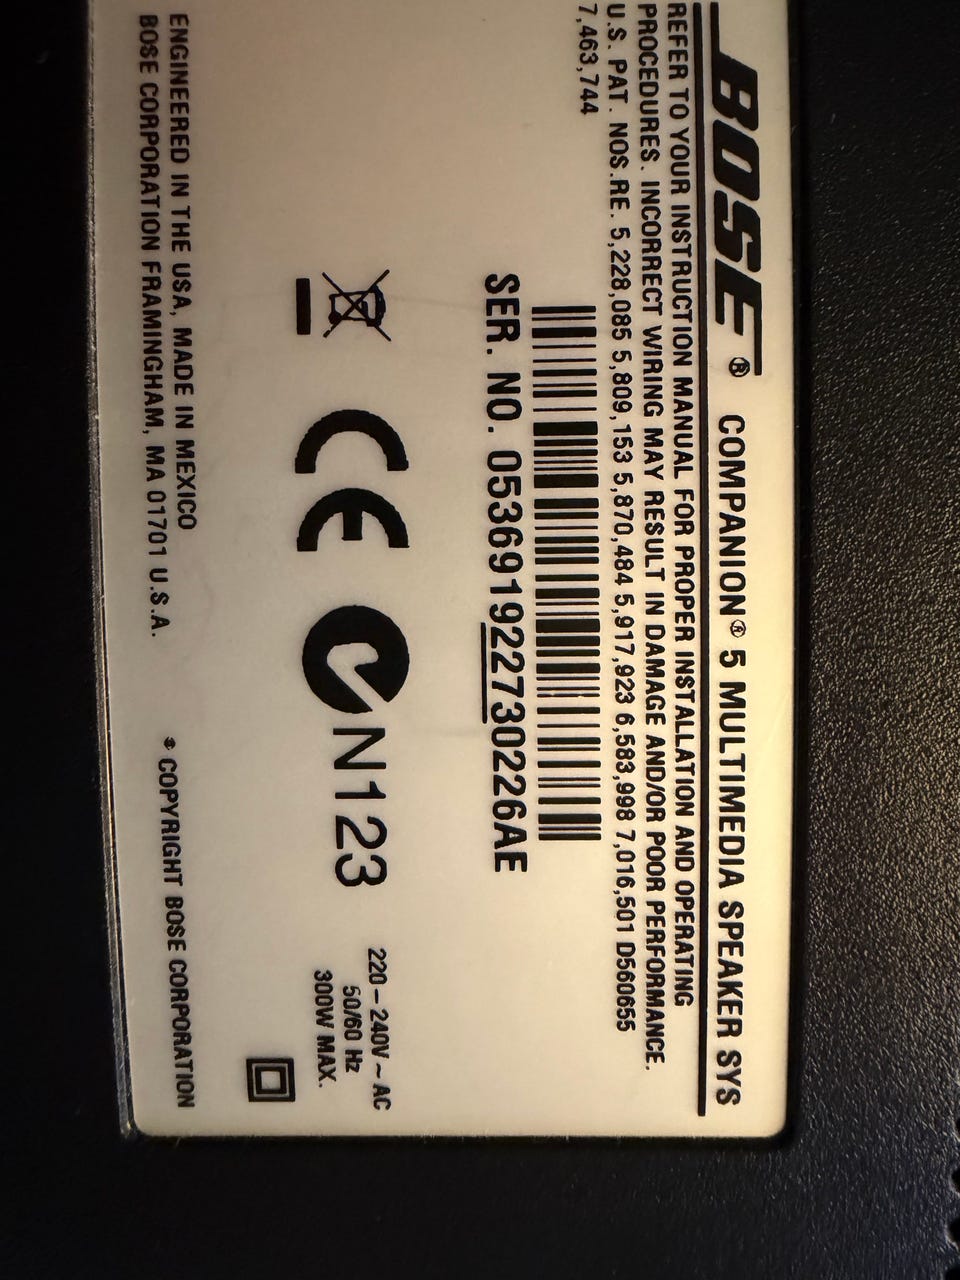 BOSE® COMPANION® 5 MULTIMEDIA SPEAKER SYS
REFER TO YOUR INSTRUCTION MANUAL FOR PROPER INSTALLATION AND OPERATING
PROCEDURES. INCORRECT WIRING MAY RESULT IN DAMAGE AND/OR POOR PERFORMANCE.
U.S. PAT. NOS.RE. 5,228,085 5,809,153 5,870,484 5,917,923 6,583,998 7,016,501 D560655
7,463,744
SER. NO. 053691922730226AE
N123
220-240V ~ AC
50/60 Hz
300W MAX.
ENGINEERED IN THE USA, MADE IN MEXICO
BOSE CORPORATION FRAMINGHAM, MA 01701 U.S.A.
* COPYRIGHT BOSE CORPORATION